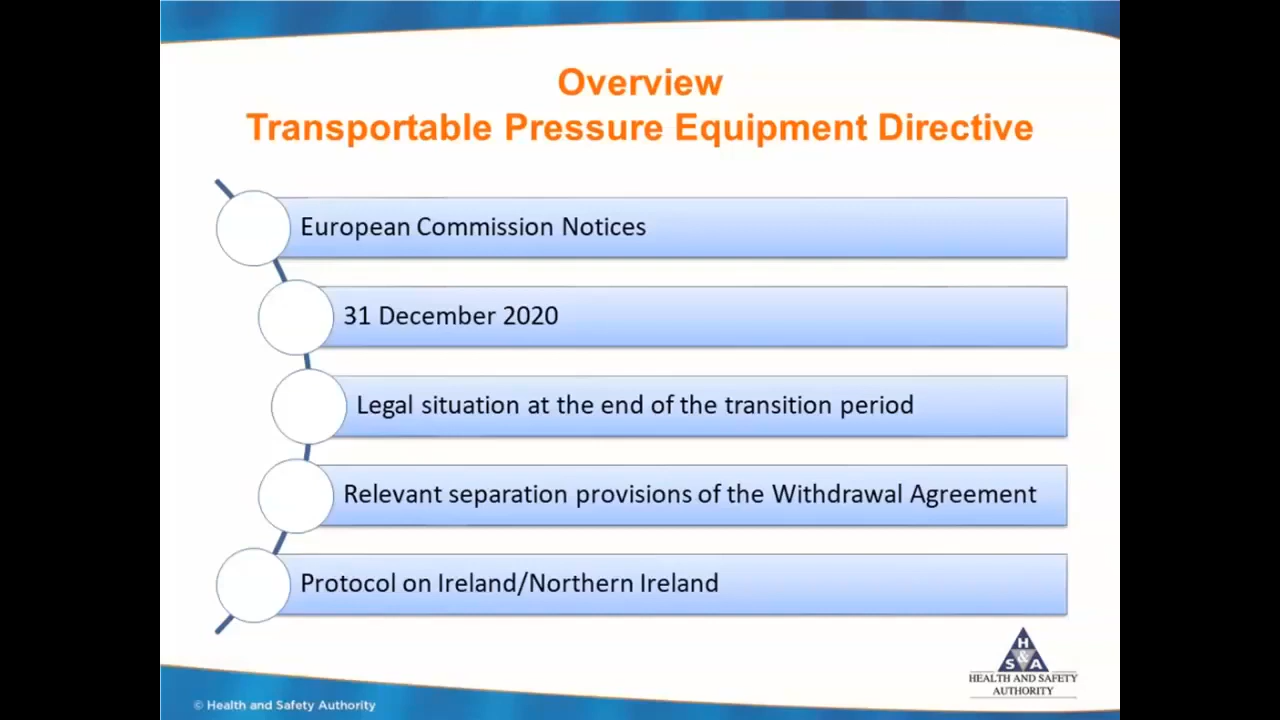 Overview
Transportable Pressure Equipment Directive
European Commission Notices
31 December 2020
Legal situation at the end of the transition period
Relevant separation provisions of the Withdrawal Agreement
Protocol on Ireland/Northern Ireland
H
S & A
HEALTH AND SAFETY
AUTHORITY
© Health and Safety Authority